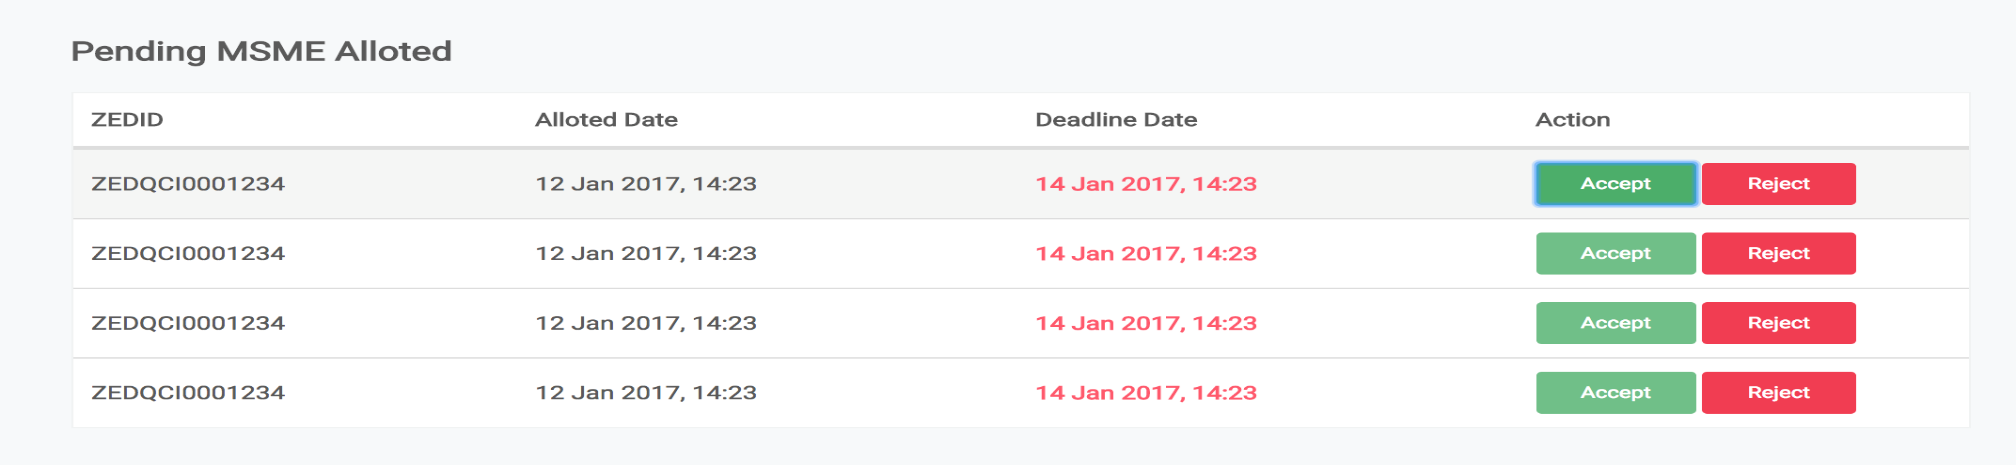 Pending MSME Alloted
ZEDID Alloted Date Deadline Date Action
ZEDQCI0001234 12 Jan 2017, 14:23 14 Jan 2017, 14:23 Accept Reject
ZEDQCI0001234 12 Jan 2017, 14:23 14 Jan 2017, 14:23 Accept Reject
ZEDQCI0001234 12 Jan 2017, 14:23 14 Jan 2017, 14:23 Accept Reject
ZEDQCI0001234 12 Jan 2017, 14:23 14 Jan 2017, 14:23 Accept Reject